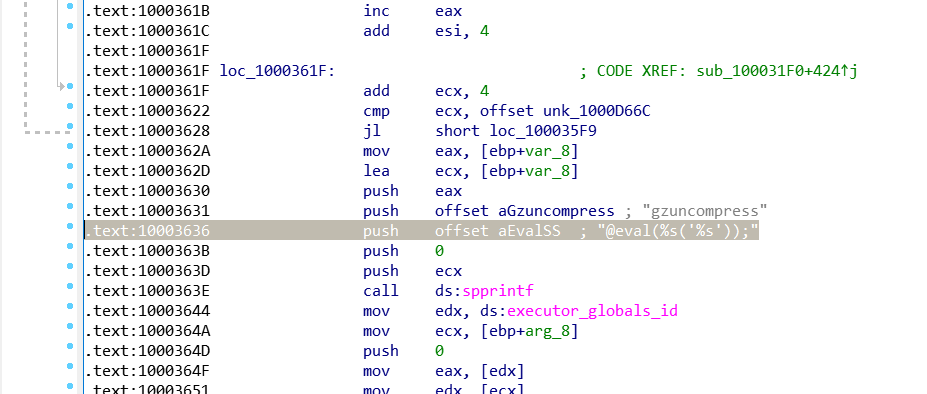 .text:1000361B inc eax
.text:1000361C add esi, 4
.text:1000361F
.text:1000361F loc_1000361F: ; CODE XREF: sub_100031F0+424↑j
.text:1000361F add ecx, 4
.text:10003622 cmp ecx, offset unk_1000D66C
.text:10003628 jl short loc_100035F9
.text:1000362A mov eax, [ebp+var_8]
.text:1000362D lea ecx, [ebp+var_8]
.text:10003630 push eax
.text:10003631 push offset aGzuncompress ; "gzuncompress"
.text:10003636 push offset aEvalSS ; "@eval(%s('%s'));"
.text:1000363B push 0
.text:1000363D push ecx
.text:1000363E call ds:spprintf
.text:10003644 mov edx, ds:executor_globals_id
.text:1000364A mov ecx, [ebp+arg_8]
.text:1000364D push 0
.text:1000364F mov eax, [edx]
.text:10003651 mov edx, [ecx]